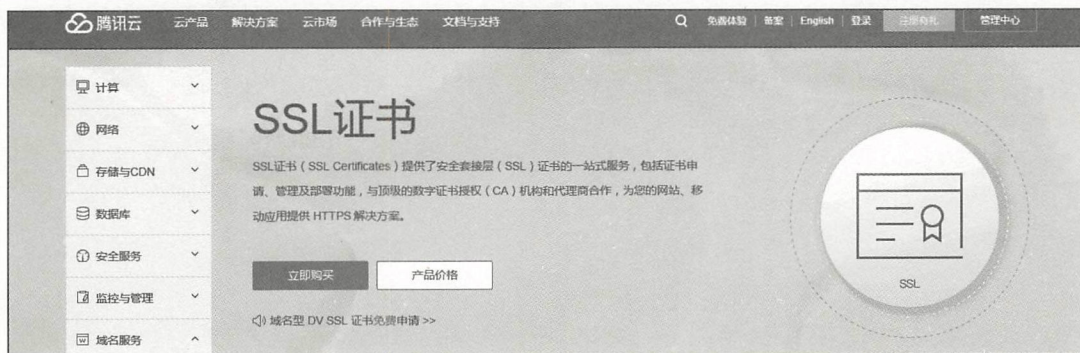 腾讯云 云产品 解决方案 云市场 合作与生态 文档与支持 免费体验 备案 English 登录 注册有礼 管理中心
计算
网络
存储与CDN
数据库
安全服务
监控与管理
域名服务
SSL证书
SSL证书（SSL Certificates）提供了安全套接层（SSL）证书的一站式服务，包括证书申
请、管理及部署功能，与顶级的数字证书授权（CA）机构和代理商合作，为您的网站、移
动应用提供 HTTPS 解决方案。
立即购买 产品价格
域名型 DV SSL 证书免费申请 >>
SSL